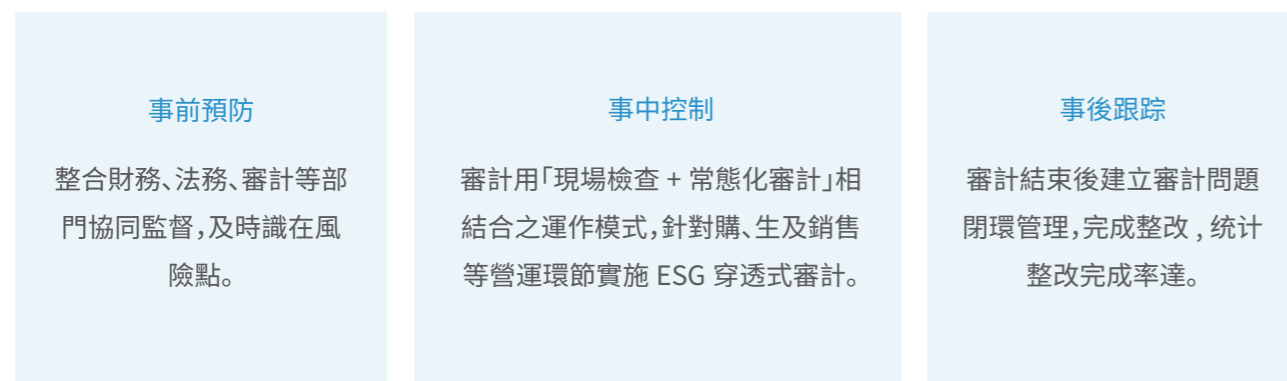 事前預防
整合財務、法務、審計等部
門協同監督,及時識在風
險點。
事中控制
審計用「現場檢查 + 常態化審計」相
結合之運作模式,針對購、生及銷售
等營運環節實施 ESG 穿透式審計。
事後跟踪
審計結束後建立審計問題
閉環管理,完成整改 , 统计
整改完成率達。